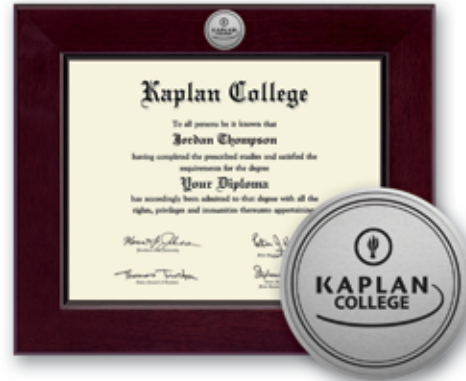 KAPLAN
COLLEGE
Kaplan College
To all persons be it known that
Jordan Thompson
having completed the prescribed studies and satisfied the
requirements for the degree
Your Diploma
has accordingly been admitted to that degree with all the
rights, privileges and immunities thereunto appertaining
KAPLAN
COLLEGE